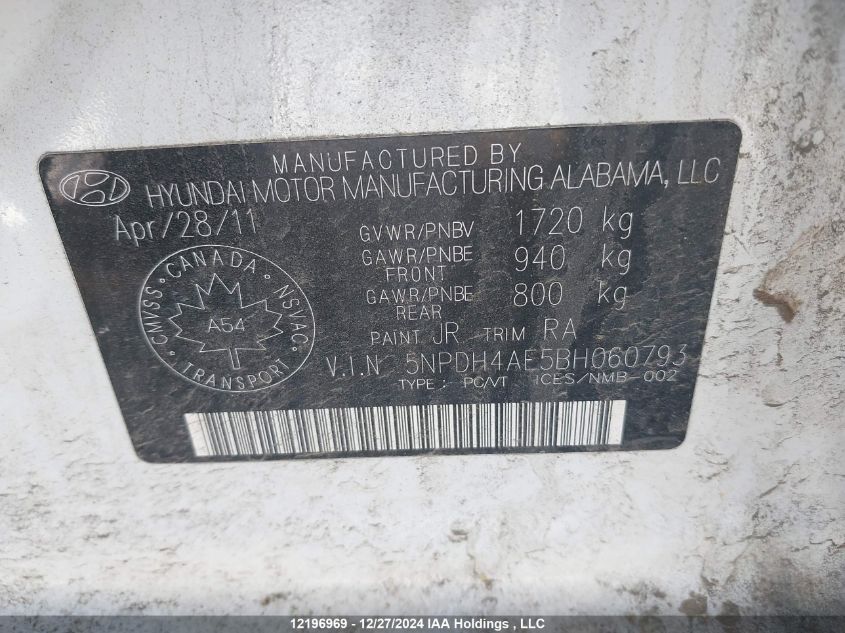 MANUFACTURED BY
HYUNDAI MOTOR MANUFACTURING ALABAMA, LLC
Apr/28/11
GVWR/PNBV 1720 kg
GAWR/PNBE FRONT 940 kg
GAWR/PNBE REAR 800 kg
PAINT JR TRIM RA
V.I.N 5NPDH4AE5BH060793
TYPE : PC/VT ICES/NMB-002
CMVSS • CANADA • NSVAC • TRANSPORT •
A54
12196969 - 12/27/2024 IAA Holdings , LLC